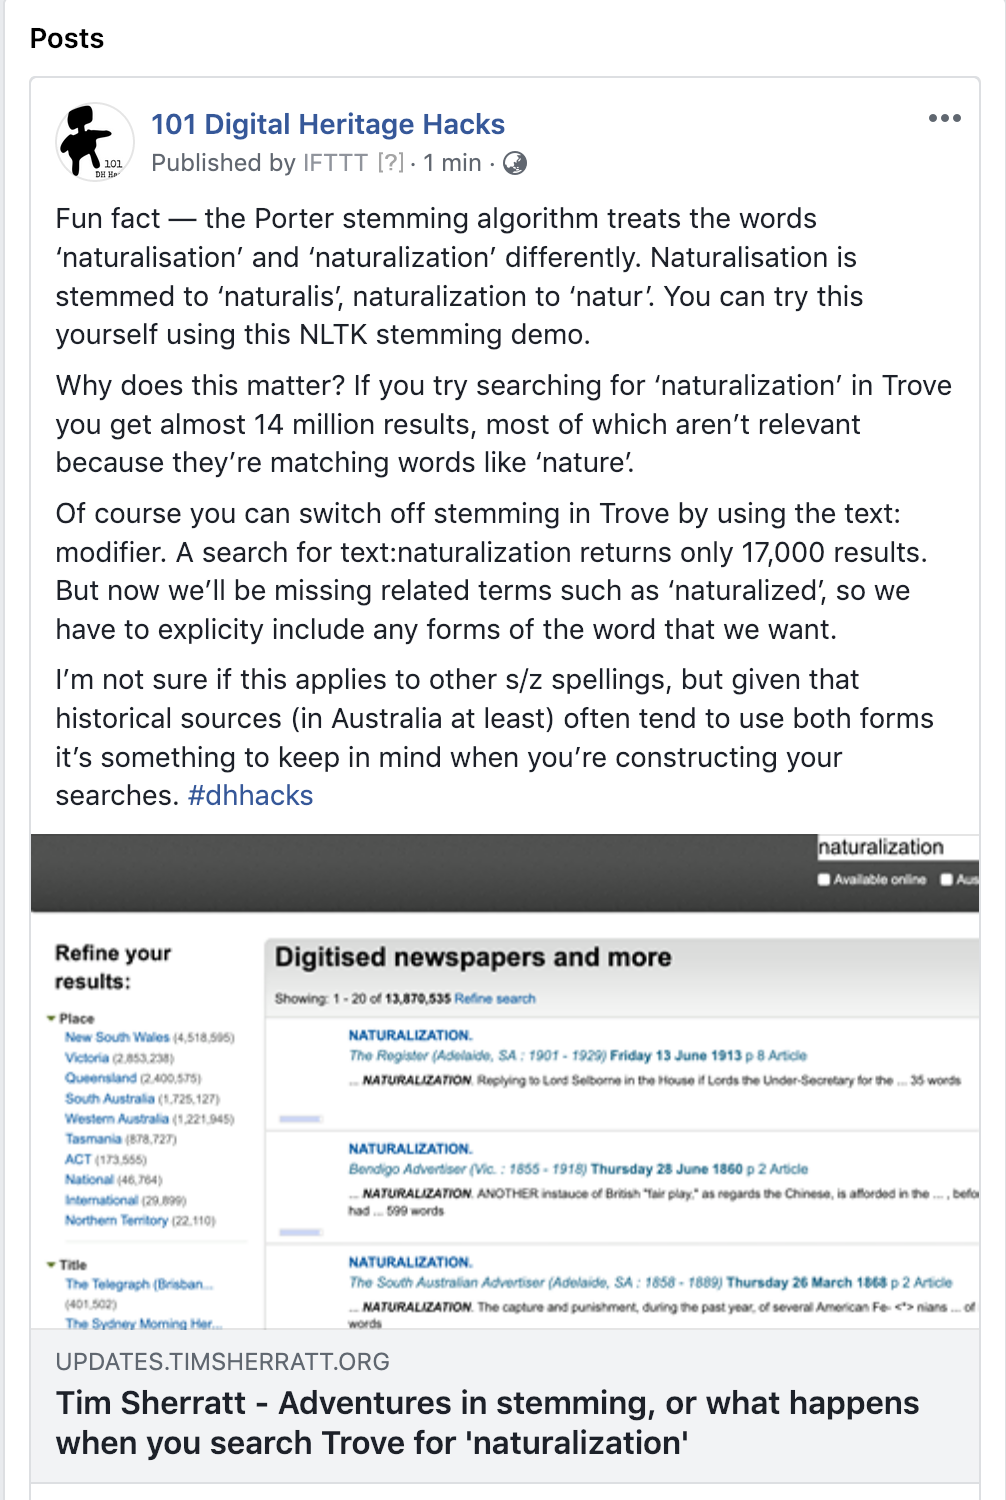 Posts
101 Digital Heritage Hacks
Published by IFTTT [?] · 1 min ·
101
DH Ha
Fun fact — the Porter stemming algorithm treats the words
‘naturalisation’ and ‘naturalization’ differently. Naturalisation is
stemmed to ‘naturalis’, naturalization to ‘natur’. You can try this
yourself using this NLTK stemming demo.
Why does this matter? If you try searching for ‘naturalization’ in Trove
you get almost 14 million results, most of which aren’t relevant
because they’re matching words like ‘nature’.
Of course you can switch off stemming in Trove by using the text:
modifier. A search for text:naturalization returns only 17,000 results.
But now we’ll be missing related terms such as ‘naturalized’, so we
have to explicity include any forms of the word that we want.
I’m not sure if this applies to other s/z spellings, but given that
historical sources (in Australia at least) often tend to use both forms
it’s something to keep in mind when you’re constructing your
searches. #dhhacks
naturalization
Available online Aus
Refine your
results:
Place
New South Wales (4,518,595)
Victoria (2,853,238)
Queensland (2,400,575)
South Australia (1,725,127)
Western Australia (1,221,945)
Tasmania (878,727)
ACT (173,555)
National (46,764)
International (29,899)
Northern Territory (22,110)
Title
The Telegraph (Brisban...
(401,502)
The Sydney Morning Her...
Digitised newspapers and more
Showing: 1 - 20 of 13,870,535 Refine search
NATURALIZATION.
The Register (Adelaide, SA : 1901 - 1929) Friday 13 June 1913 p 8 Article
... NATURALIZATION. Replying to Lord Selborne in the House if Lords the Under-Secretary for the ... 35 words
NATURALIZATION.
Bendigo Advertiser (Vic. : 1855 - 1918) Thursday 28 June 1860 p 2 Article
... NATURALIZATION. ANOTHER instauce of British "fair play," as regards the Chinese, is afforded in the ... , befo
had ... 599 words
NATURALIZATION.
The South Australian Advertiser (Adelaide, SA : 1858 - 1889) Thursday 26 March 1868 p 2 Article
... NATURALIZATION. The capture and punishment, during the past year, of several American Fe- <*> nians ... of
words
UPDATES.TIMSHERRATT.ORG
Tim Sherratt - Adventures in stemming, or what happens
when you search Trove for 'naturalization'